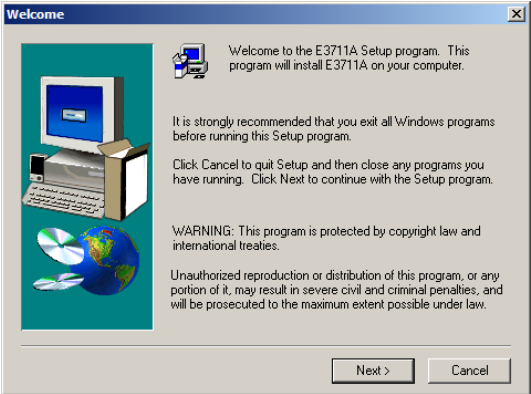 Welcome
Welcome to the E3711A Setup program. This
program will install E3711A on your computer.
It is strongly recommended that you exit all Windows programs
before running this Setup program.
Click Cancel to quit Setup and then close any programs you
have running. Click Next to continue with the Setup program.
WARNING: This program is protected by copyright law and
international treaties.
Unauthorized reproduction or distribution of this program, or any
portion of it, may result in severe civil and criminal penalties, and
will be prosecuted to the maximum extent possible under law.
Next >
Cancel